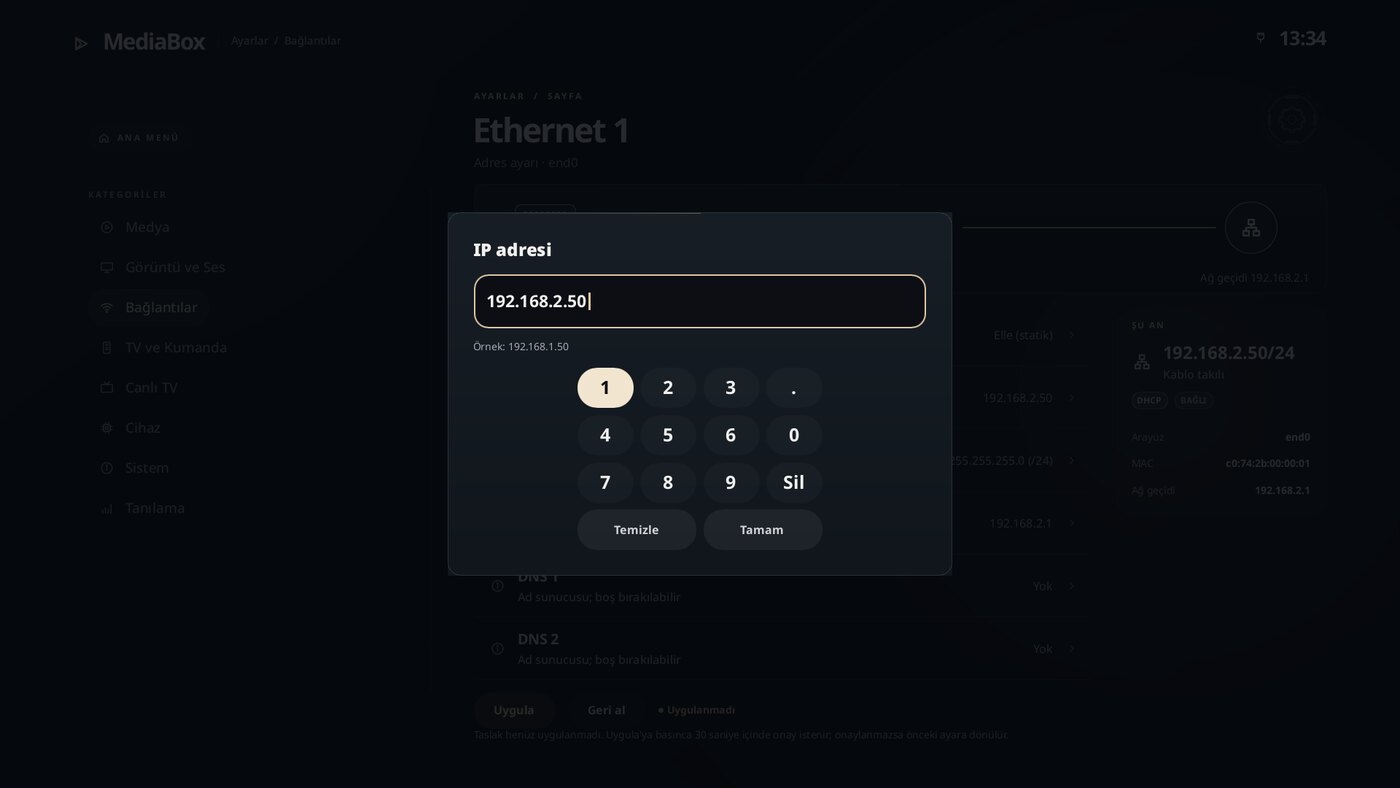 MediaBox
Ayarlar / Bağlantılar
13:34
ANA MENÜ
KATEGORİLER
Medya
Görüntü ve Ses
Bağlantılar
TV ve Kumanda
Canlı TV
Cihaz
Sistem
Tanılama
AYARLAR / SAYFA
Ethernet 1
Adres ayarı · end0
Ağ geçidi 192.168.2.1
IP adresi
192.168.2.50
Örnek: 192.168.1.50
1 2 3 .
4 5 6 0
7 8 9 Sil
Temizle Tamam
Elle (statik)
192.168.2.50
255.255.255.0 (/24)
192.168.2.1
DNS 1
Ad sunucusu; boş bırakılabilir
Yok
DNS 2
Ad sunucusu; boş bırakılabilir
Yok
ŞU AN
192.168.2.50/24
Kablo takılı
DHCP BAĞLI
Arayüz end0
MAC c0:74:2b:00:00:01
Ağ geçidi 192.168.2.1
Uygula Geri al Uygulanmadı
Taslak henüz uygulanmadı. Uygula'ya basınca 30 saniye içinde onay istenir; onaylanmazsa önceki ayara dönülür.